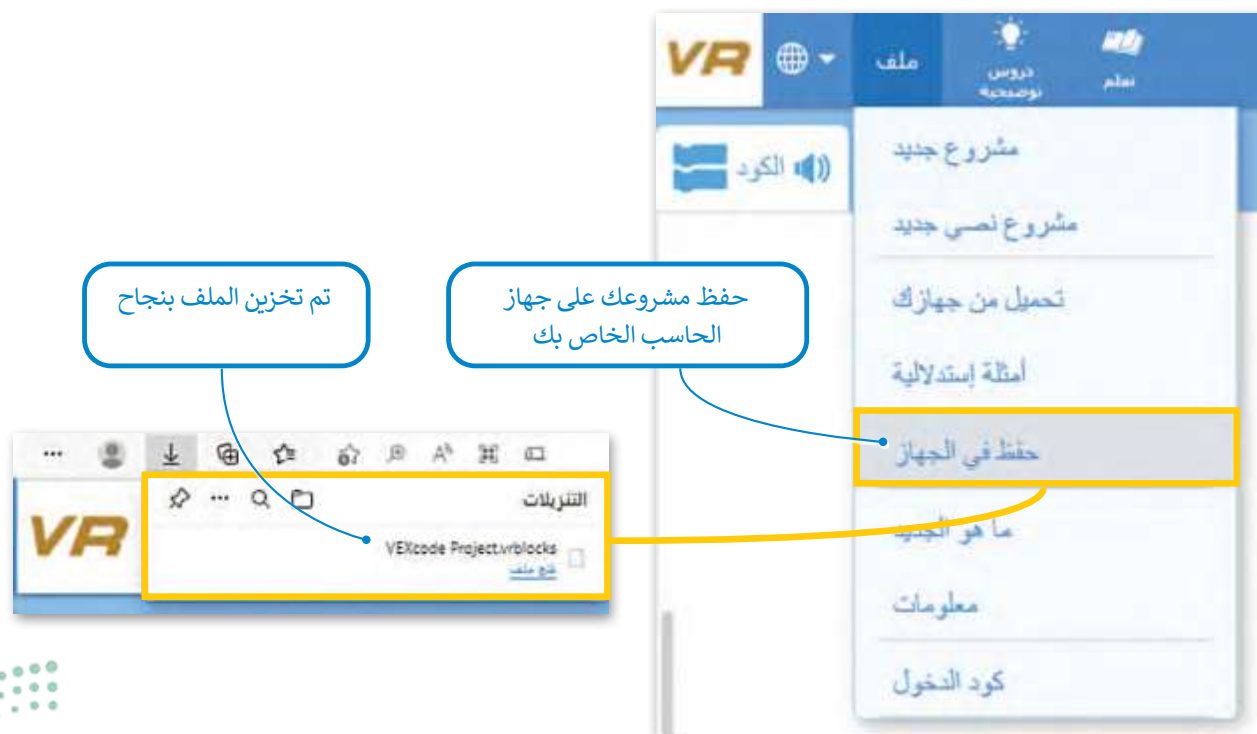 VR
ملف
دروس
توضيحية
تعلم
الكود
مشروع جديد
مشروع نصي جديد
تحميل من جهازك
أمثلة إستدلالية
حفظ في الجهاز
ما هو الجديد
معلومات
كود الدخول
حفظ مشروعك على جهاز
الحاسب الخاص بك
تم تخزين الملف بنجاح
التنزيلات
VEXcode Project.vrblocks
فتح ملف
VR